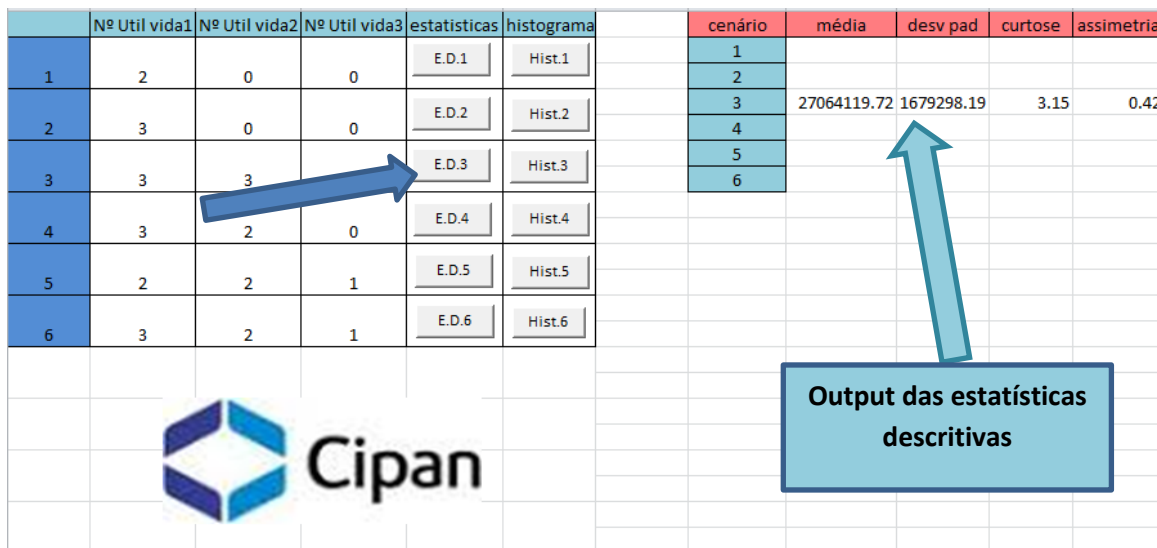 Nº Util vida1 Nº Util vida2 Nº Util vida3 estatisticas histograma
1 2 0 0 E.D.1 Hist.1
2 3 0 0 E.D.2 Hist.2
3 3 3 E.D.3 Hist.3
4 3 2 0 E.D.4 Hist.4
5 2 2 1 E.D.5 Hist.5
6 3 2 1 E.D.6 Hist.6
cenário média desv pad curtose assimetria
1
2
3 27064119.72 1679298.19 3.15 0.42
4
5
6
Output das estatísticas
descritivas
Cipan